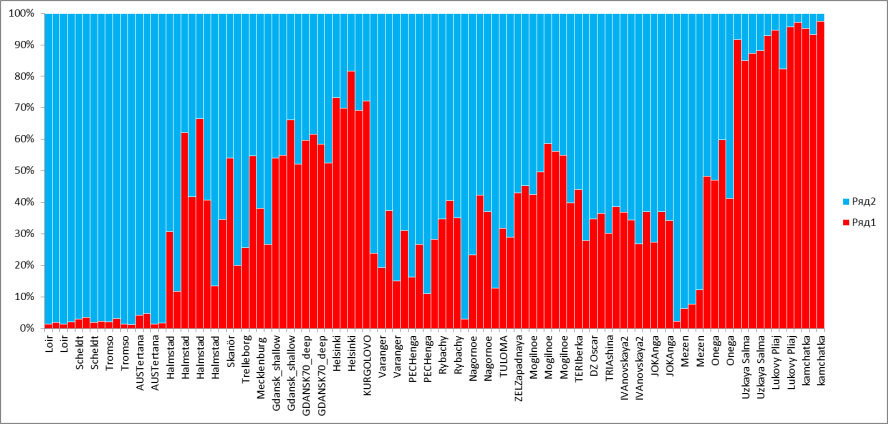 100%
90%
80%
70%
60%
50%
40%
30%
20%
10%
0%
Loir
Loir
Scheldt
Scheldt
Tromso
Tromso
AUSTertana
AUSTertana
Halmstad
Halmstad
Halmstad
Halmstad
Skanör
Trelleborg
Mecklenburg
Gdansk_shallow
Gdansk_shallow
GDANSK70_deep
GDANSK70_deep
Helsinki
Helsinki
KURGOLOVO
Varanger
Varanger
PECHenga
PECHenga
Rybachy
Rybachy
Nagornoe
Nagornoe
TULOMA
ZELZapadnaya
Mogilnoe
Mogilnoe
Mogilnoe
TERIberka
DZ Oscar
TRIAshina
IVAnovskaya2
IVAnovskaya2
JOKAnga
JOKAnga
Mezen
Mezen
Onega
Onega
Uzkaya Salma
Uzkaya Salma
Lukovy Pliaj
Lukovy Pliaj
kamchatka
kamchatka
Ряд2
Ряд1